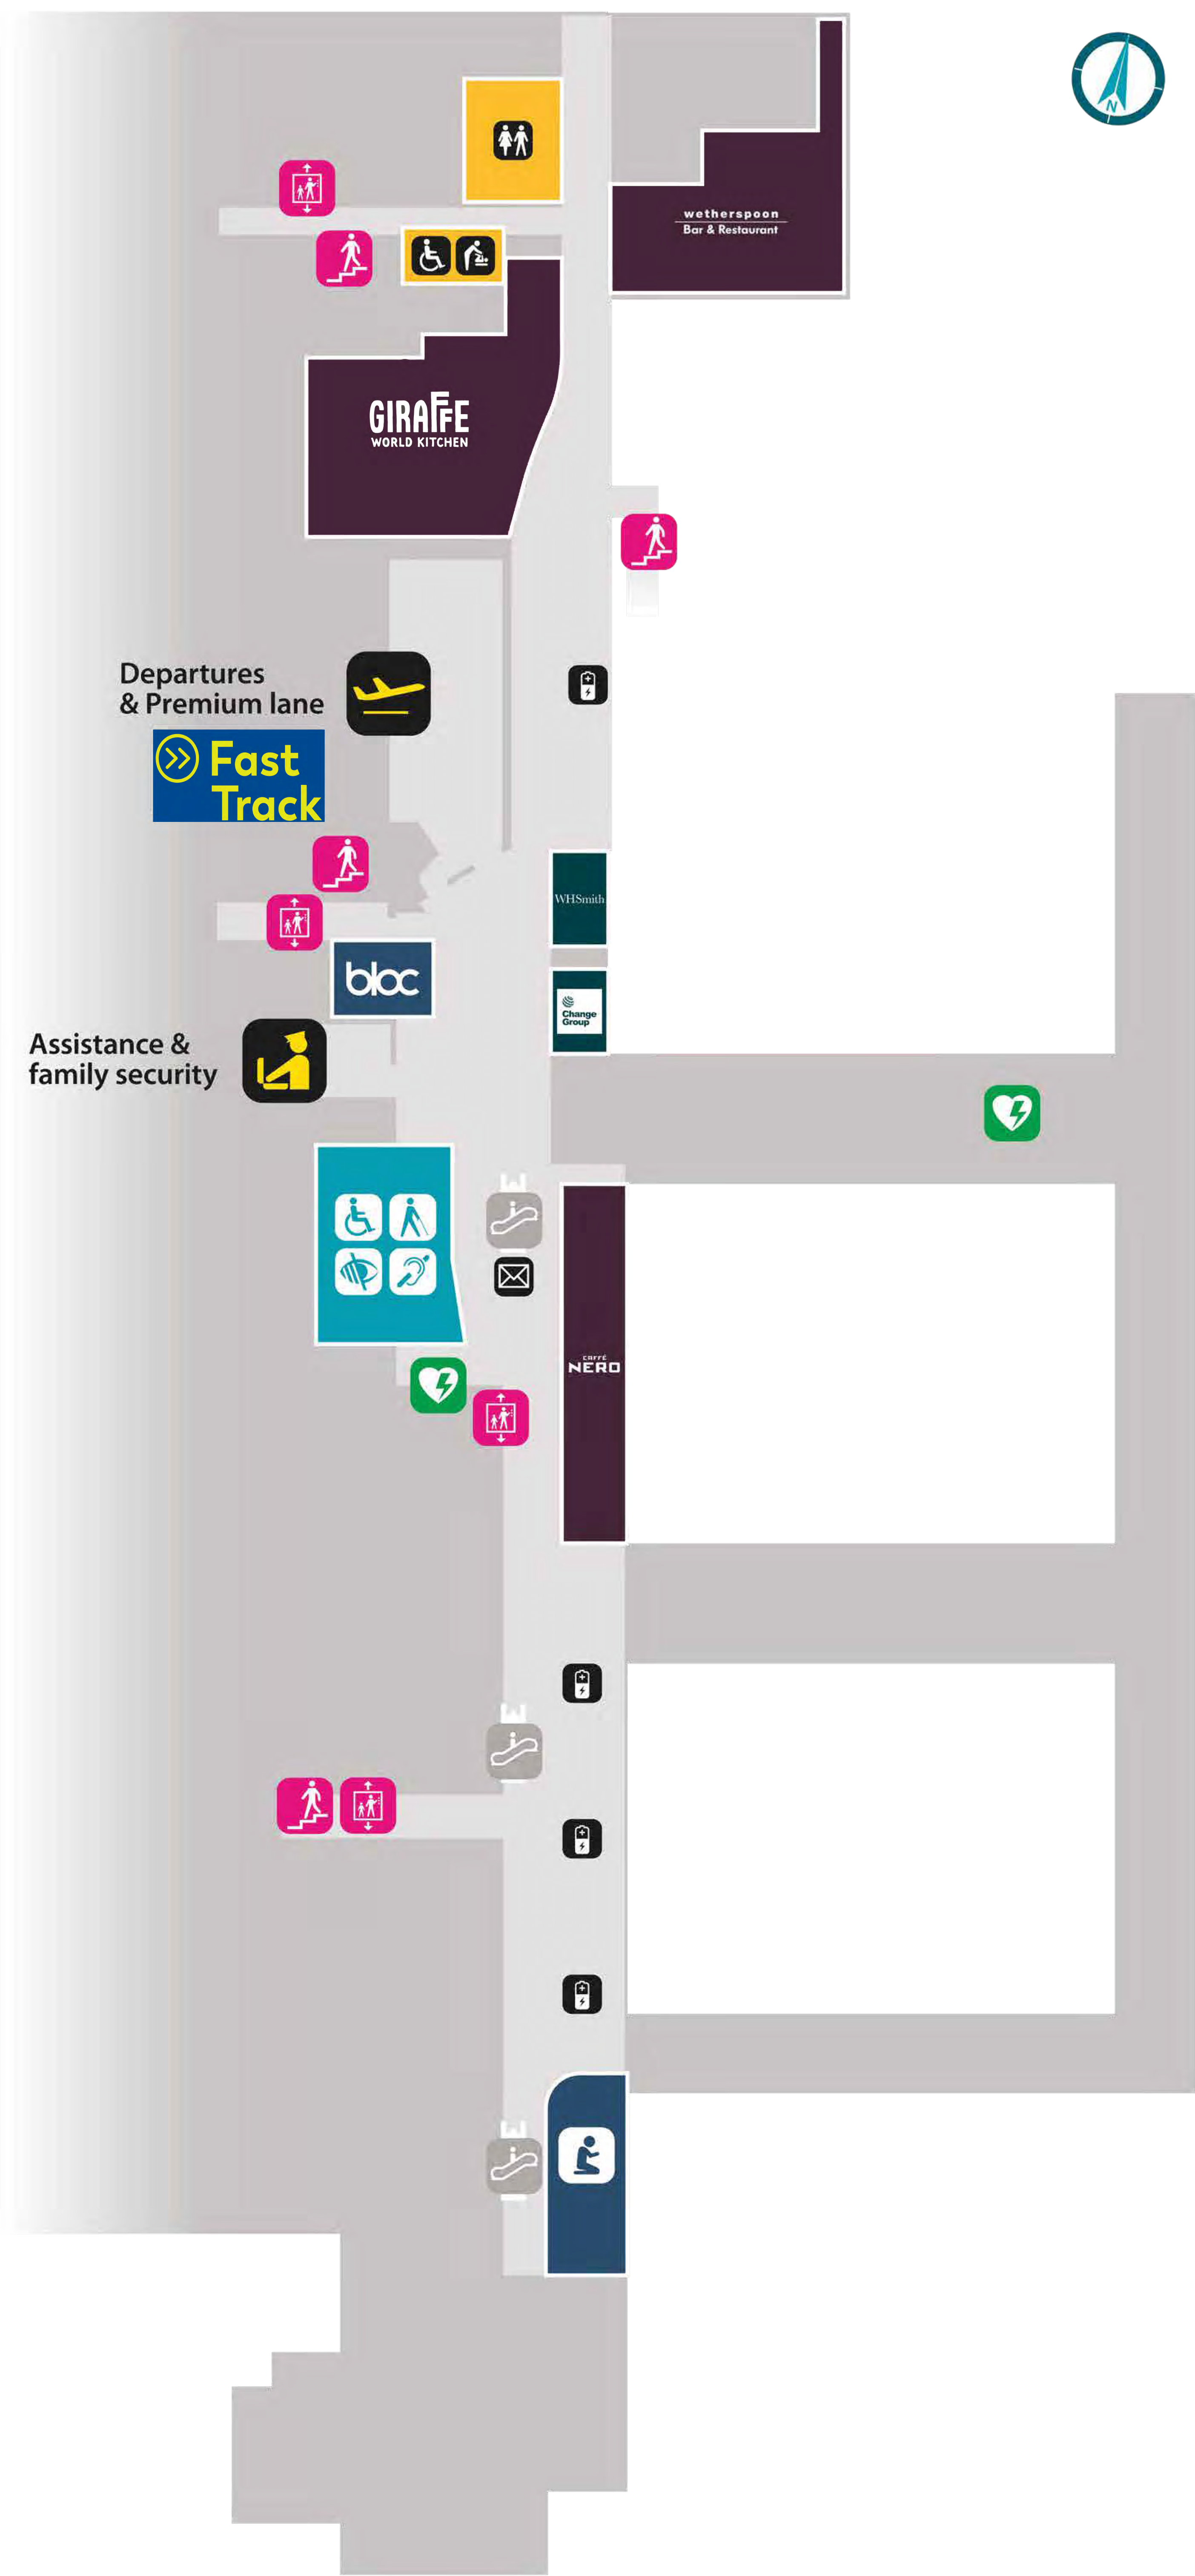 N
wetherspoon
Bar & Restaurant
GIRAFFE
WORLD KITCHEN
Departures
& Premium lane
Fast
Track
WHSmith
bloc
Change
Group
Assistance &
family security
CAFFÈ
NERO